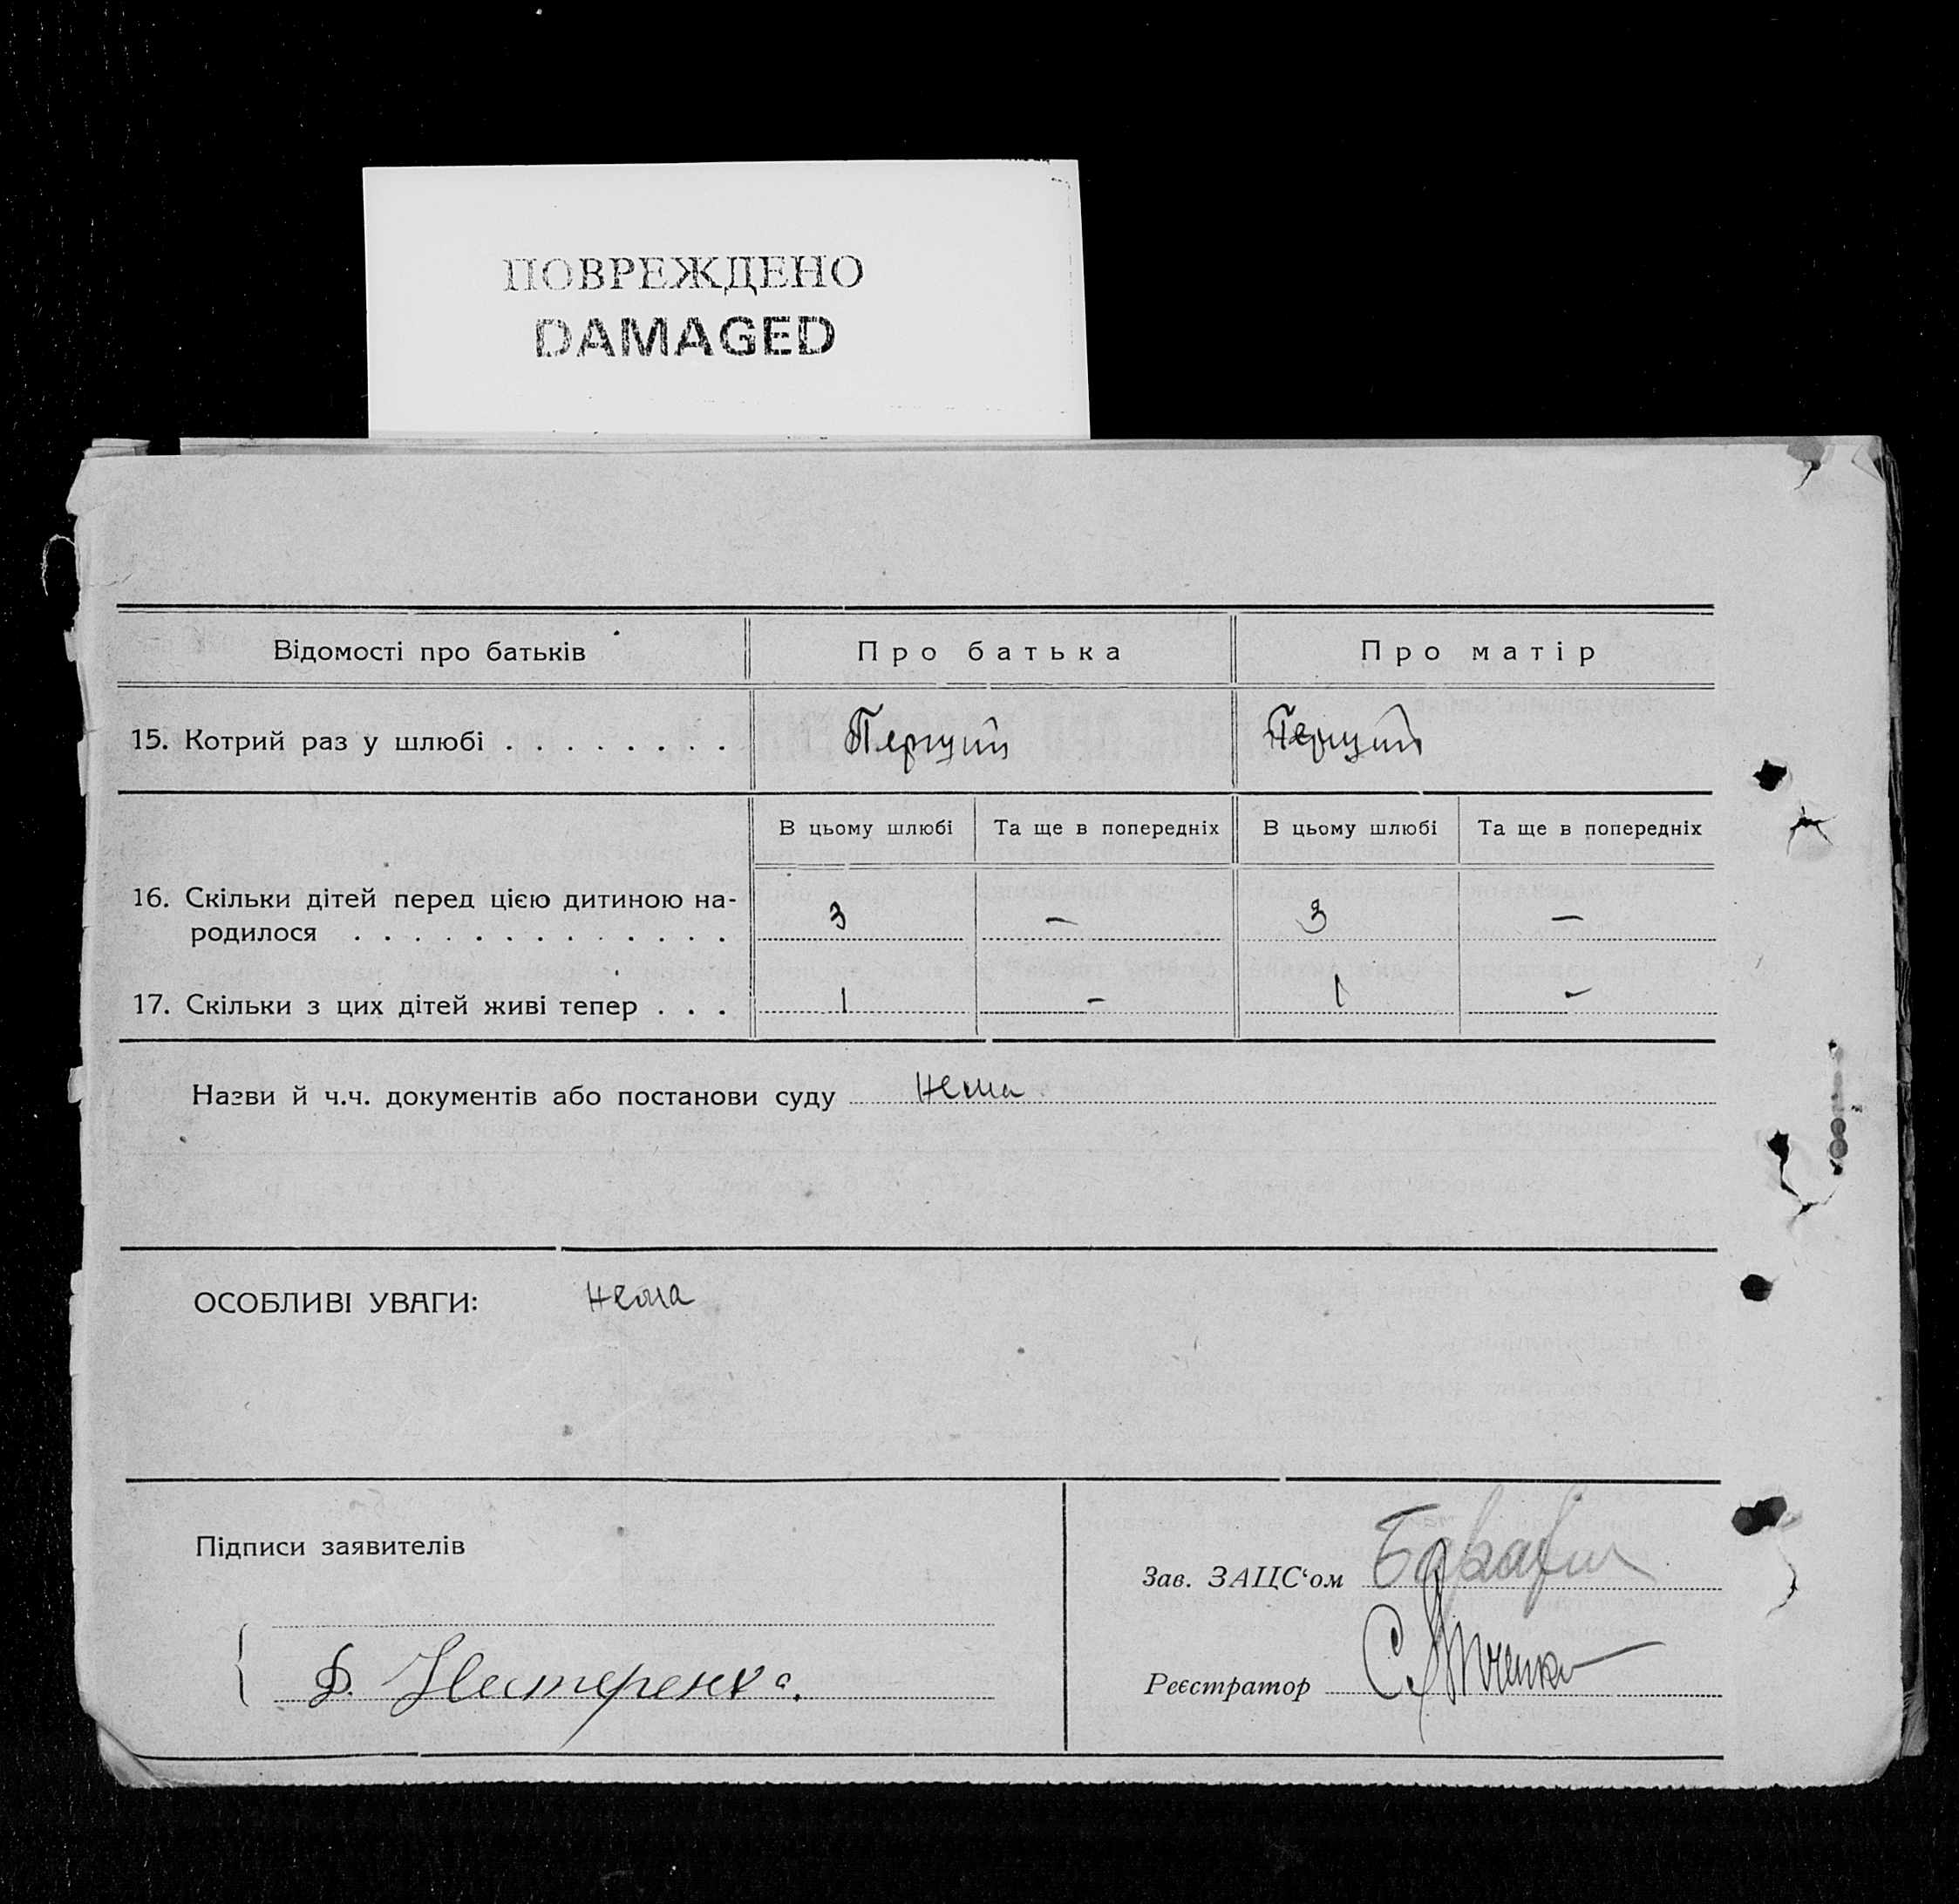 ПОВРЕЖДЕНО
DAMAGED
Відомості про батьків Про батька Про матір
15. Котрий раз у шлюбі . . . . . . . . Перший Перший
В цьому шлюбі Та ще в попередніх В цьому шлюбі Та ще в попередніх
16. Скільки дітей перед цією дитиною на-
родилося . . . . . . . . . . . . . 3 — 3 —
17. Скільки з цих дітей живі тепер . . . 1 — 1 —
Назви й ч.ч. документів або постанови суду нема
ОСОБЛИВІ УВАГИ: нема
Підписи заявителів
Зав. ЗАЦС‘ом
Нестеренко.
Реєстратор